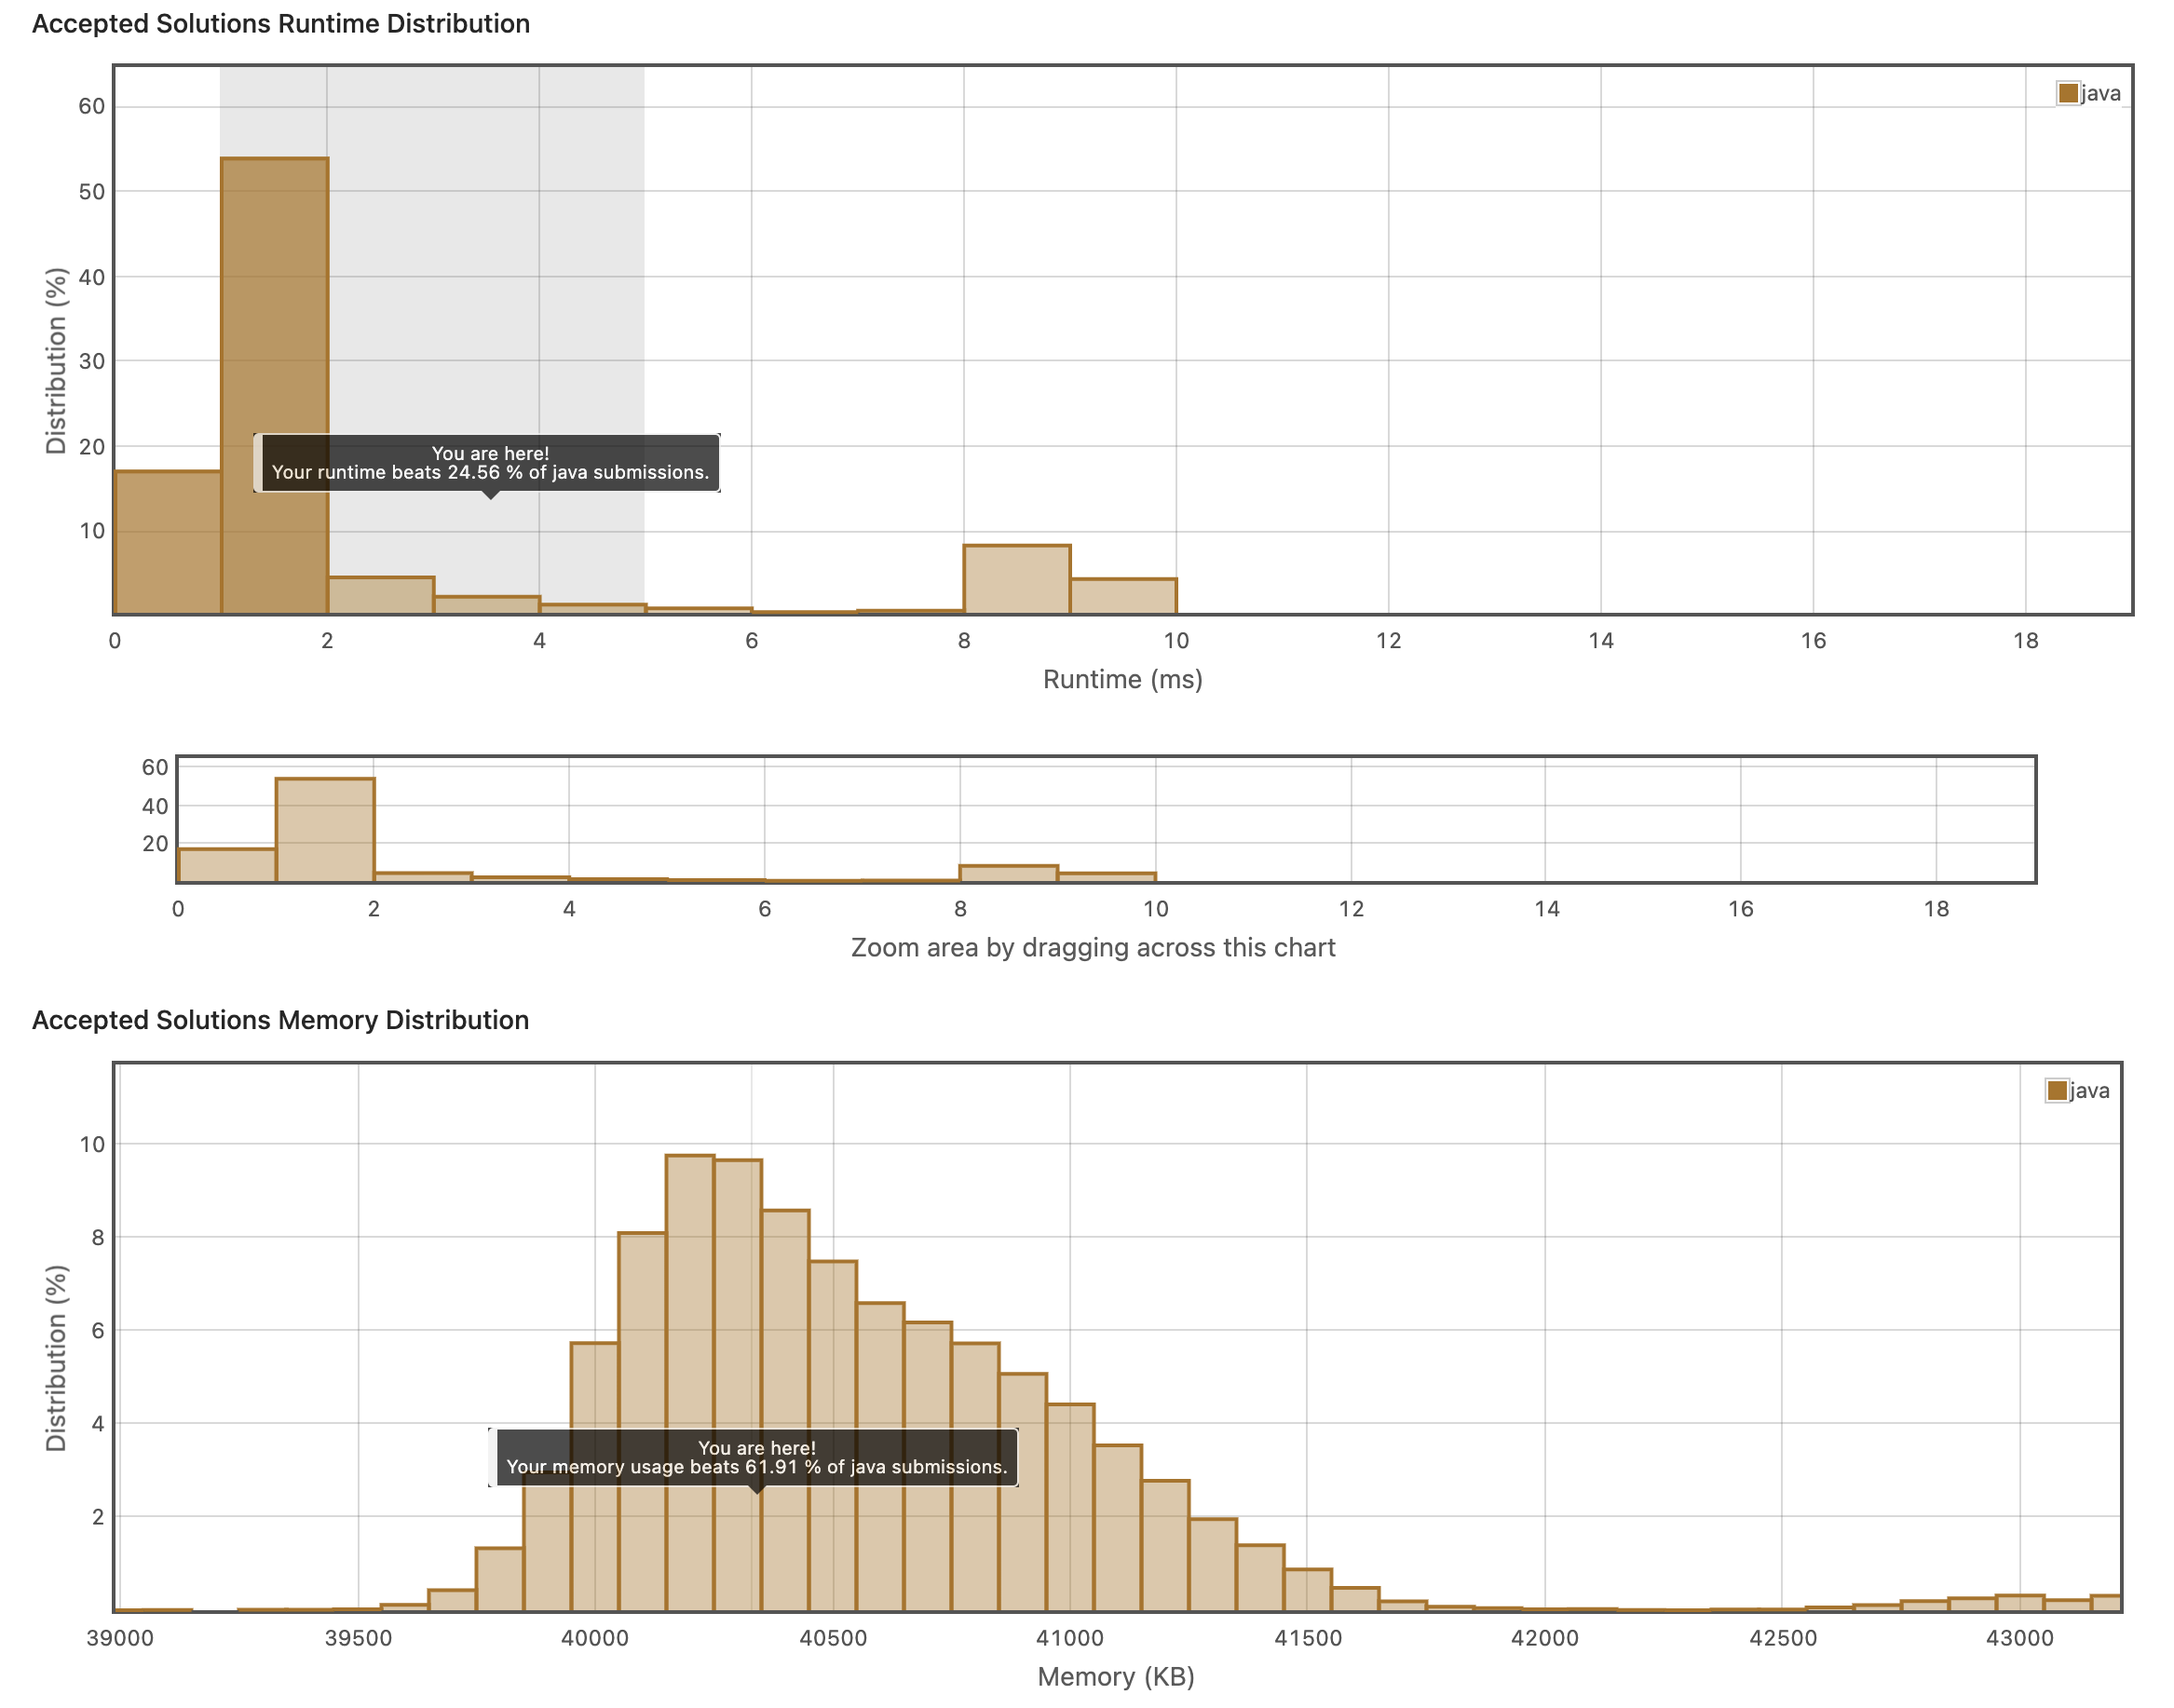 Accepted Solutions Runtime Distribution
java
60
50
40
30
20
10
Distribution (%)
You are here!
Your runtime beats 24.56 % of java submissions.
0 2 4 6 8 10 12 14 16 18
Runtime (ms)
60
40
20
0 2 4 6 8 10 12 14 16 18
Zoom area by dragging across this chart
Accepted Solutions Memory Distribution
java
10
8
6
4
2
Distribution (%)
You are here!
Your memory usage beats 61.91 % of java submissions.
39000 39500 40000 40500 41000 41500 42000 42500 43000
Memory (KB)